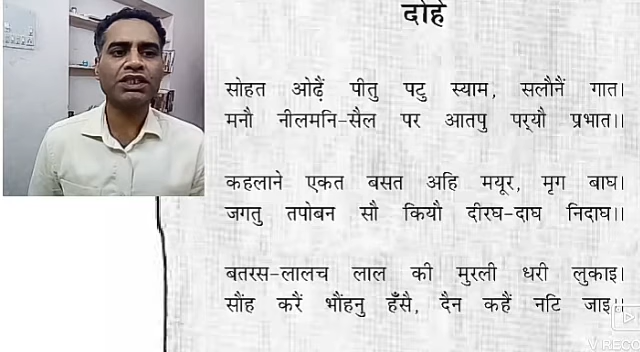 दोहे
सोहत ओढ़ैं पीतु पटु स्याम, सलौनैं गात।
मनौ नीलमनि-सैल पर आतपु पर्‌यौ प्रभात॥
कहलाने एकत बसत अहि मयूर, मृग बाघ।
जगतु तपोबन सौ कियौ दीरघ-दाघ निदाघ॥
बतरस-लालच लाल की मुरली धरी लुकाइ।
सौंह करैं भौंहनु हँसै, दैन कहैं नटि जाइ॥